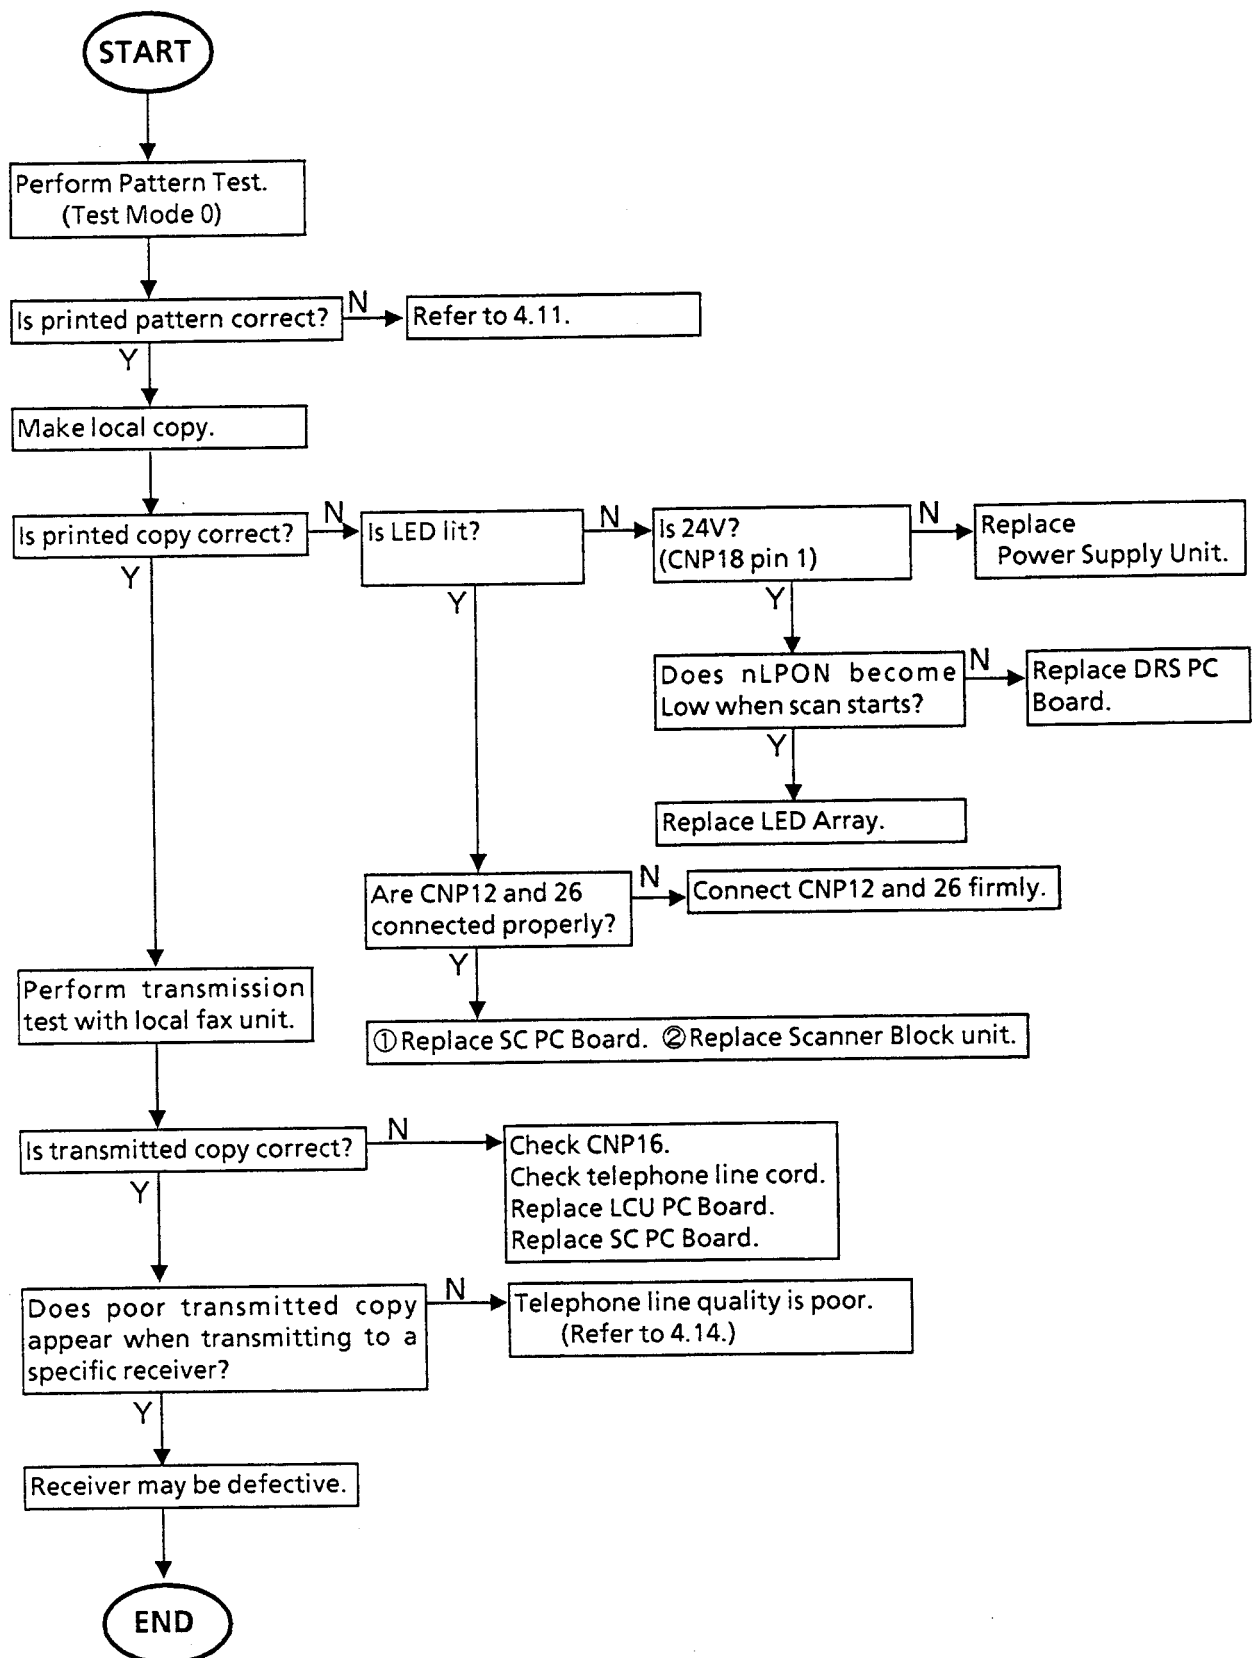 START
Perform Pattern Test.
(Test Mode 0)
Is printed pattern correct?
N
Refer to 4.11.
Y
Make local copy.
Is printed copy correct?
N
Is LED lit?
N
Is 24V?
(CNP18 pin 1)
N
Replace
Power Supply Unit.
Y
Y
Y
Does nLPON become
Low when scan starts?
N
Replace DRS PC
Board.
Y
Replace LED Array.
Are CNP12 and 26
connected properly?
N
Connect CNP12 and 26 firmly.
Y
Perform transmission
test with local fax unit.
①Replace SC PC Board. ②Replace Scanner Block unit.
Is transmitted copy correct?
N
Check CNP16.
Check telephone line cord.
Replace LCU PC Board.
Replace SC PC Board.
Y
Does poor transmitted copy
appear when transmitting to a
specific receiver?
N
Telephone line quality is poor.
(Refer to 4.14.)
Y
Receiver may be defective.
END